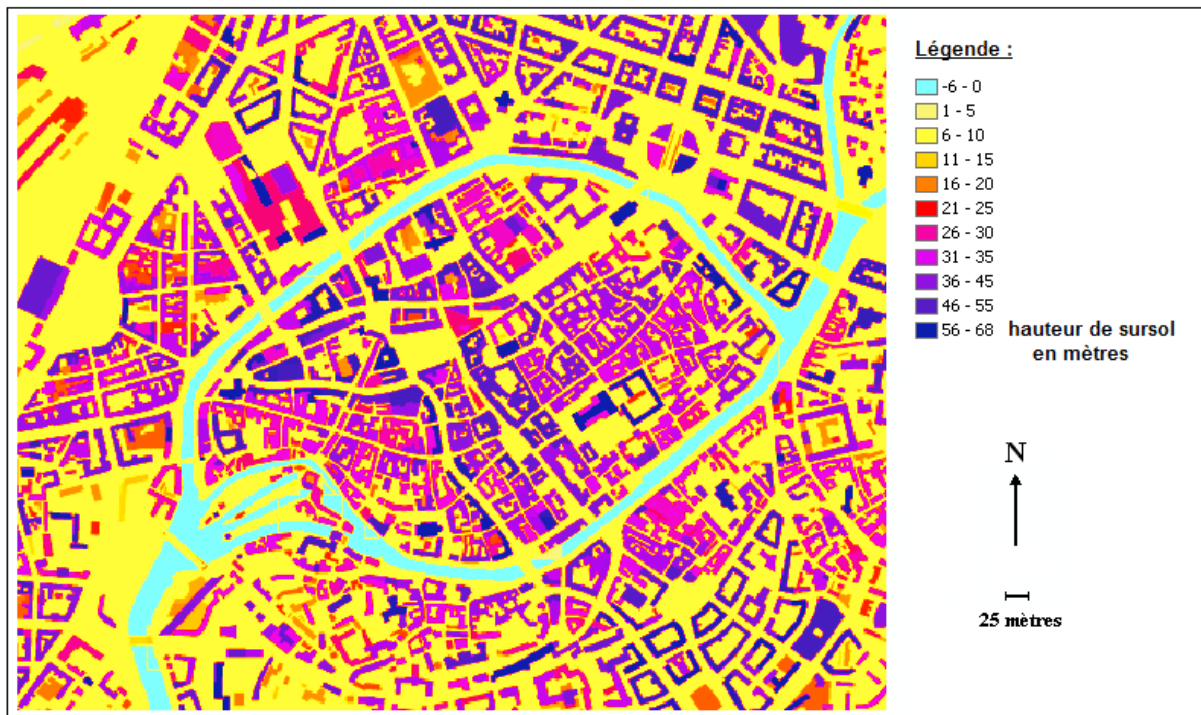 Légende :
-6 - 0
1 - 5
6 - 10
11 - 15
16 - 20
21 - 25
26 - 30
31 - 35
36 - 45
46 - 55
56 - 68
hauteur de sursol
en mètres
N
25 mètres